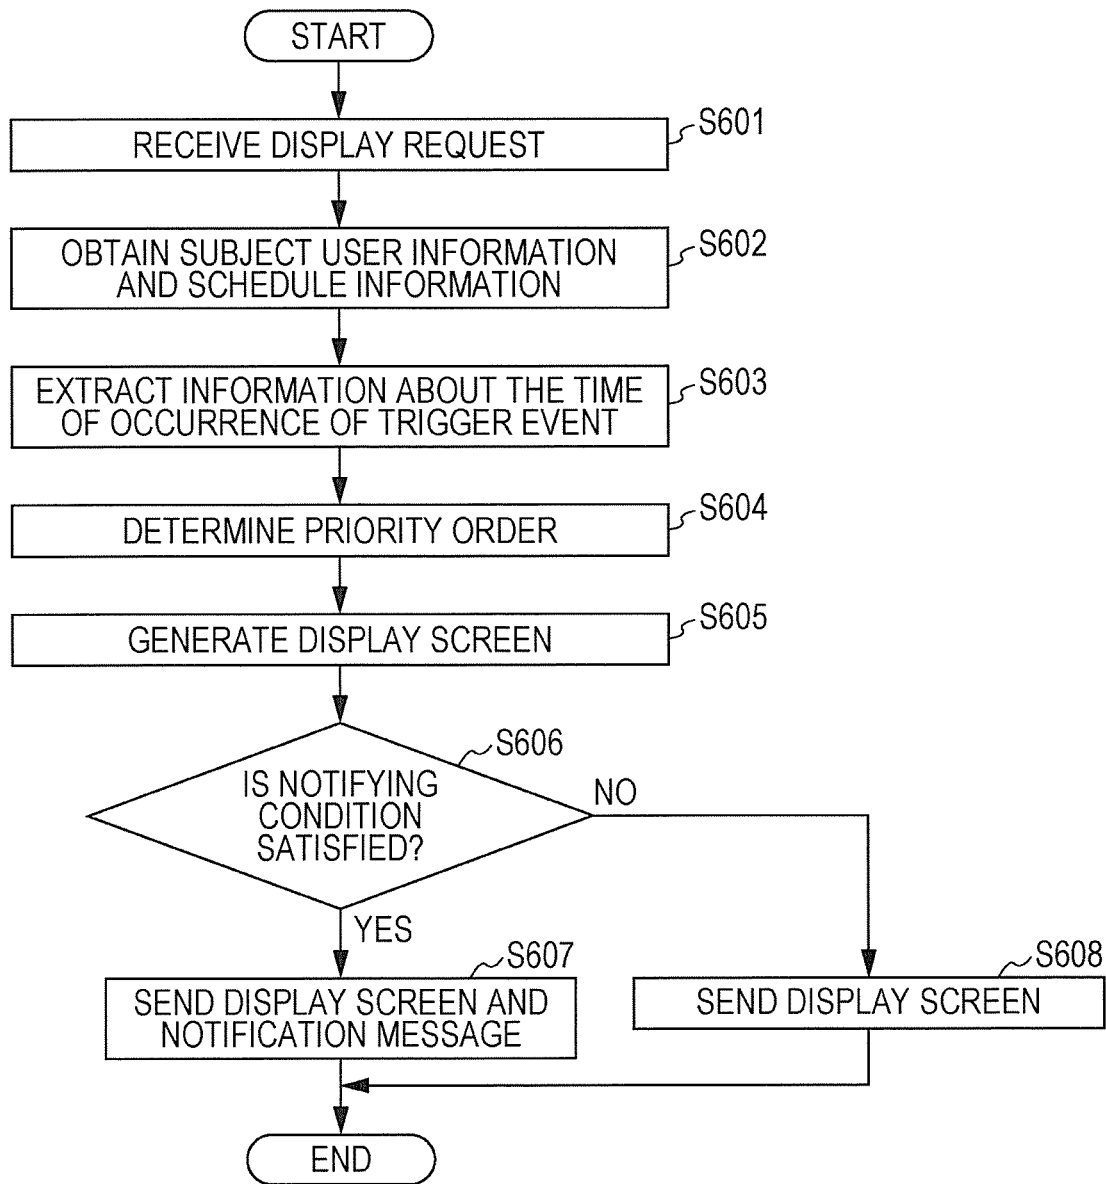 START
RECEIVE DISPLAY REQUEST
S601
OBTAIN SUBJECT USER INFORMATION
AND SCHEDULE INFORMATION
S602
EXTRACT INFORMATION ABOUT THE TIME
OF OCCURRENCE OF TRIGGER EVENT
S603
DETERMINE PRIORITY ORDER
S604
GENERATE DISPLAY SCREEN
S605
S606
IS NOTIFYING
CONDITION
SATISFIED?
NO
YES
S607
SEND DISPLAY SCREEN AND
NOTIFICATION MESSAGE
S608
SEND DISPLAY SCREEN
END